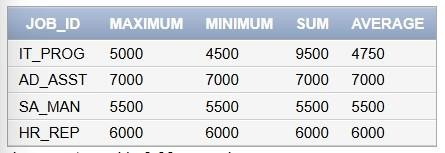 JOB_ID MAXIMUM MINIMUM SUM AVERAGE
IT_PROG 5000 4500 9500 4750
AD_ASST 7000 7000 7000 7000
SA_MAN 5500 5500 5500 5500
HR_REP 6000 6000 6000 6000